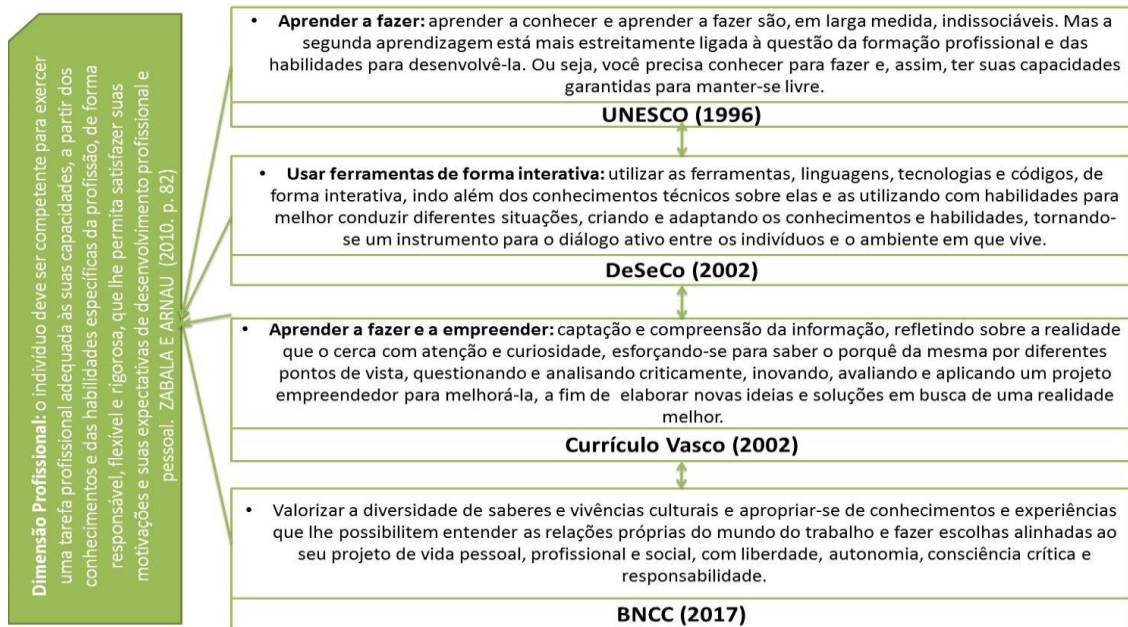 Dimensão Profissional: o indivíduo deve ser competente para exercer
uma tarefa profissional adequada às suas capacidades, a partir dos
conhecimentos e das habilidades específicas da profissão, de forma
responsável, flexível e rigorosa, que lhe permita satisfazer suas
motivações e suas expectativas de desenvolvimento profissional e
pessoal. ZABALA E ARNAU (2010, p. 82)
• Aprender a fazer: aprender a conhecer e aprender a fazer são, em larga medida, indissociáveis. Mas a
segunda aprendizagem está mais estreitamente ligada à questão da formação profissional e das
habilidades para desenvolvê-la. Ou seja, você precisa conhecer para fazer e, assim, ter suas capacidades
garantidas para manter-se livre.
UNESCO (1996)
• Usar ferramentas de forma interativa: utilizar as ferramentas, linguagens, tecnologias e códigos, de
forma interativa, indo além dos conhecimentos técnicos sobre elas e as utilizando com habilidades para
melhor conduzir diferentes situações, criando e adaptando os conhecimentos e habilidades, tornando-
se um instrumento para o diálogo ativo entre os indivíduos e o ambiente em que vive.
DeSeCo (2002)
• Aprender a fazer e a empreender: captação e compreensão da informação, refletindo sobre a realidade
que o cerca com atenção e curiosidade, esforçando-se para saber o porquê da mesma por diferentes
pontos de vista, questionando e analisando criticamente, inovando, avaliando e aplicando um projeto
empreendedor para melhorá-la, a fim de elaborar novas ideias e soluções em busca de uma realidade
melhor.
Currículo Vasco (2002)
• Valorizar a diversidade de saberes e vivências culturais e apropriar-se de conhecimentos e experiências
que lhe possibilitem entender as relações próprias do mundo do trabalho e fazer escolhas alinhadas ao
seu projeto de vida pessoal, profissional e social, com liberdade, autonomia, consciência crítica e
responsabilidade.
BNCC (2017)